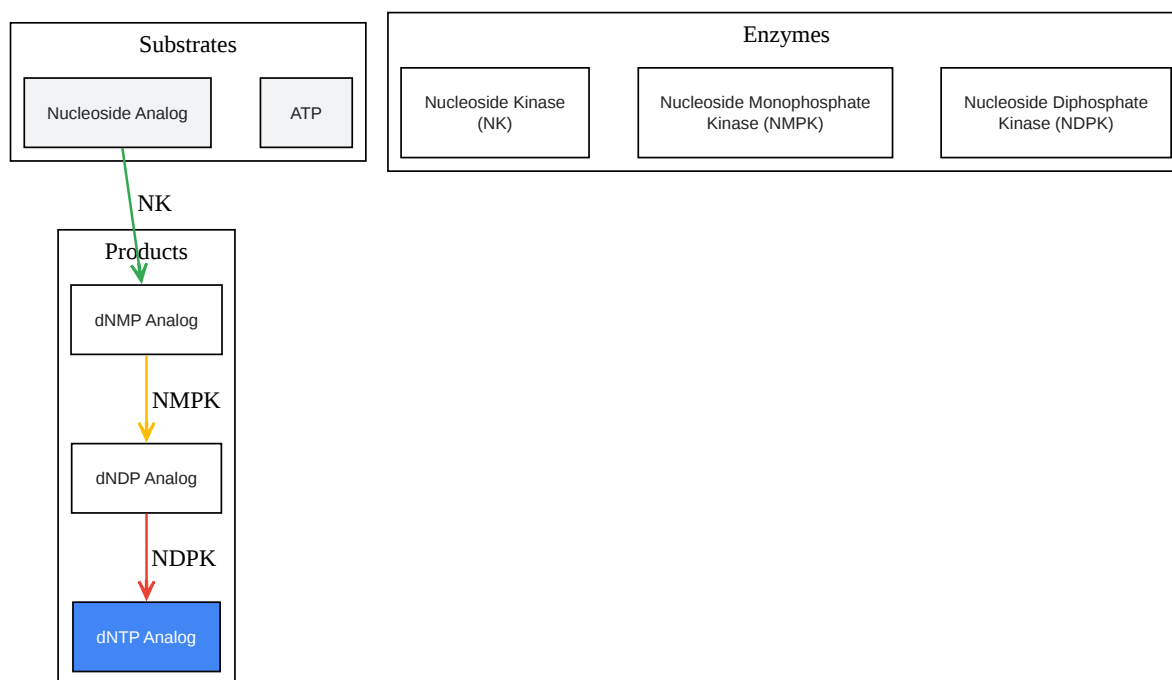 Substrates
Nucleoside Analog
ATP
Enzymes
Nucleoside Kinase
(NK)
Nucleoside Monophosphate
Kinase (NMPK)
Nucleoside Diphosphate
Kinase (NDPK)
NK
Products
dNMP Analog
NMPK
dNDP Analog
NDPK
dNTP Analog